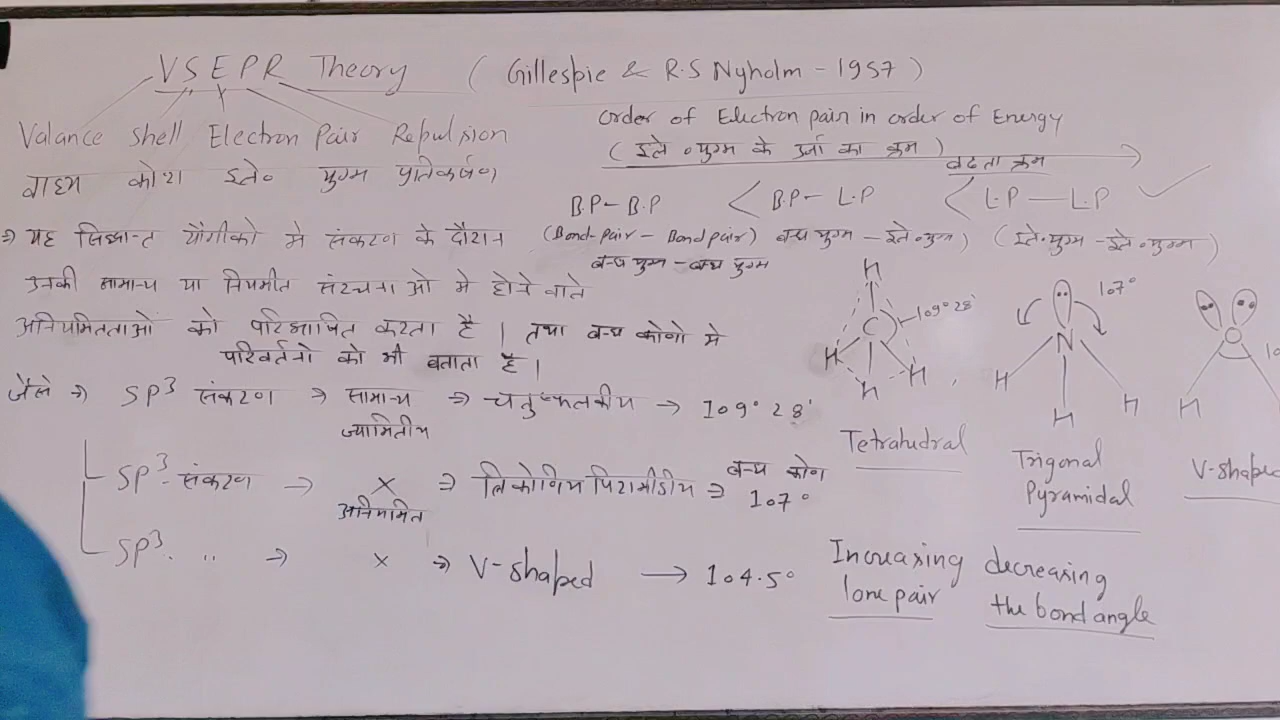 VSEPR Theory ( Gillespie & R.S Nyholm - 1957 )
Valance Shell Electron Pair Repulsion
वाह्य कोश इले० युग्म प्रतिकर्षण
Order of Electron pair in order of Energy
( इले०युग्म के उर्जा का क्रम )
बढता क्रम
B.P - B.P < B.P - L.P < L.P - L.P
(Bond-Pair - Bond pair) बन्ध युग्म - इले०युग्म) (इले०युग्म - इले०युग्म)
बन्ध युग्म - बन्ध युग्म
⇒ यह सिद्धान्त यौगीको मे संकरण के दौरान
उनकी सामान्य या नियमीत संरचनाओ मे होने वाले
अनियमितताओं को परिभाषित करता है । तथा बन्ध कोणो मे
परिवर्तनो को भी बताता है ।
जैसे ⇒ SP³ संकरण ⇒ सामान्य ⇒ चतुष्फलकीय → 109° 28'
ज्यामितीय
SP³- संकरण → × ⇒ त्रिकोणिय पिरामीडीय ⇒ बन्ध कोण
अनियमित
107°
SP³. ,, → × ⇒ V-shaped → 104.5°
H
C
109° 28'
H H H
Tetrahedral
107°
N
H H H
Trigonal
Pyramidal
O
H
V-shaped
Increasing decreasing
lone pair the bond angle